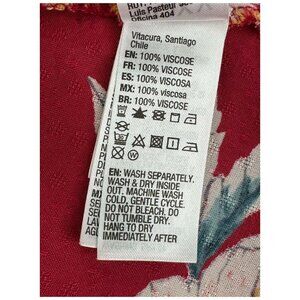 Luis Pasteur
Oficina 404
Vitacura, Santiago
Chile
EN: 100% VISCOSE
FR: 100% VISCOSE
ES: 100% VISCOSA
MX: 100% viscosa
BR: 100% VISCOSE
EN: WASH SEPARATELY.
WASH & DRY INSIDE
OUT. MACHINE WASH
COLD, GENTLE CYCLE.
DO NOT BLEACH. DO
NOT TUMBLE DRY.
HANG TO DRY
IMMEDIATELY AFTER